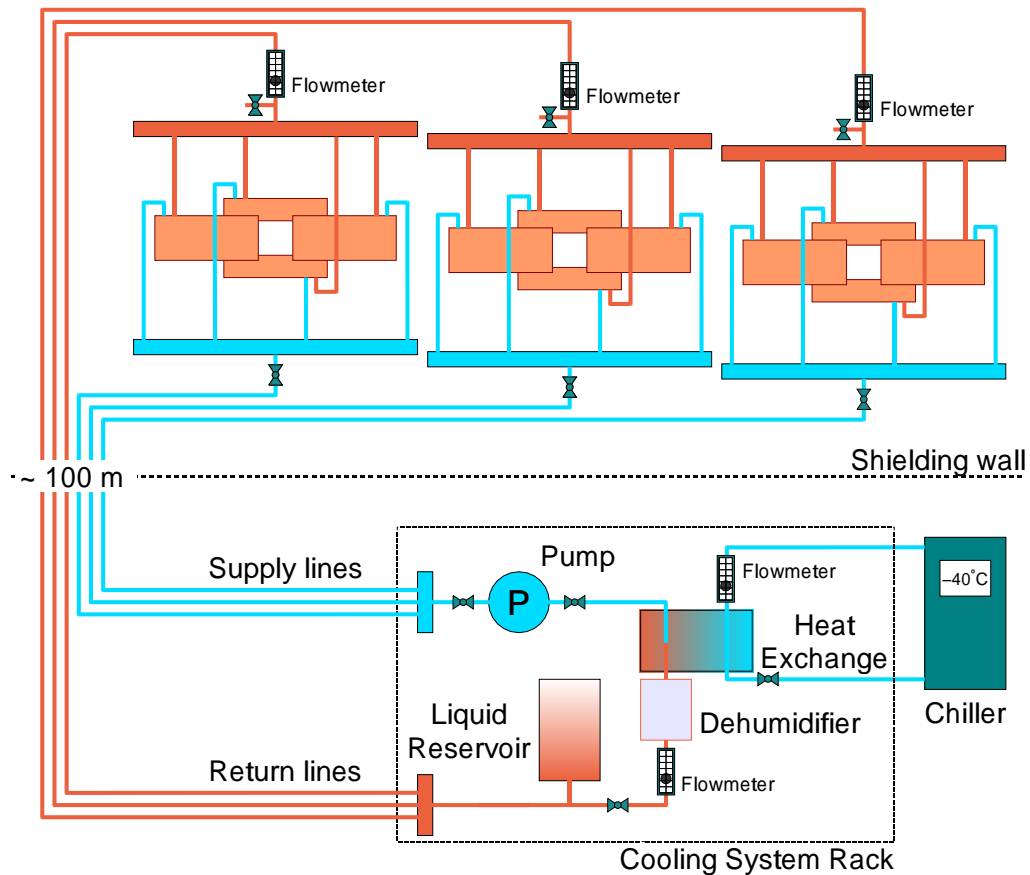 Flowmeter
Flowmeter
Flowmeter
Shielding wall
~ 100 m
Supply lines
Pump
P
Flowmeter
–40°C
Heat
Exchange
Chiller
Liquid
Reservoir
Dehumidifier
Return lines
Flowmeter
Cooling System Rack